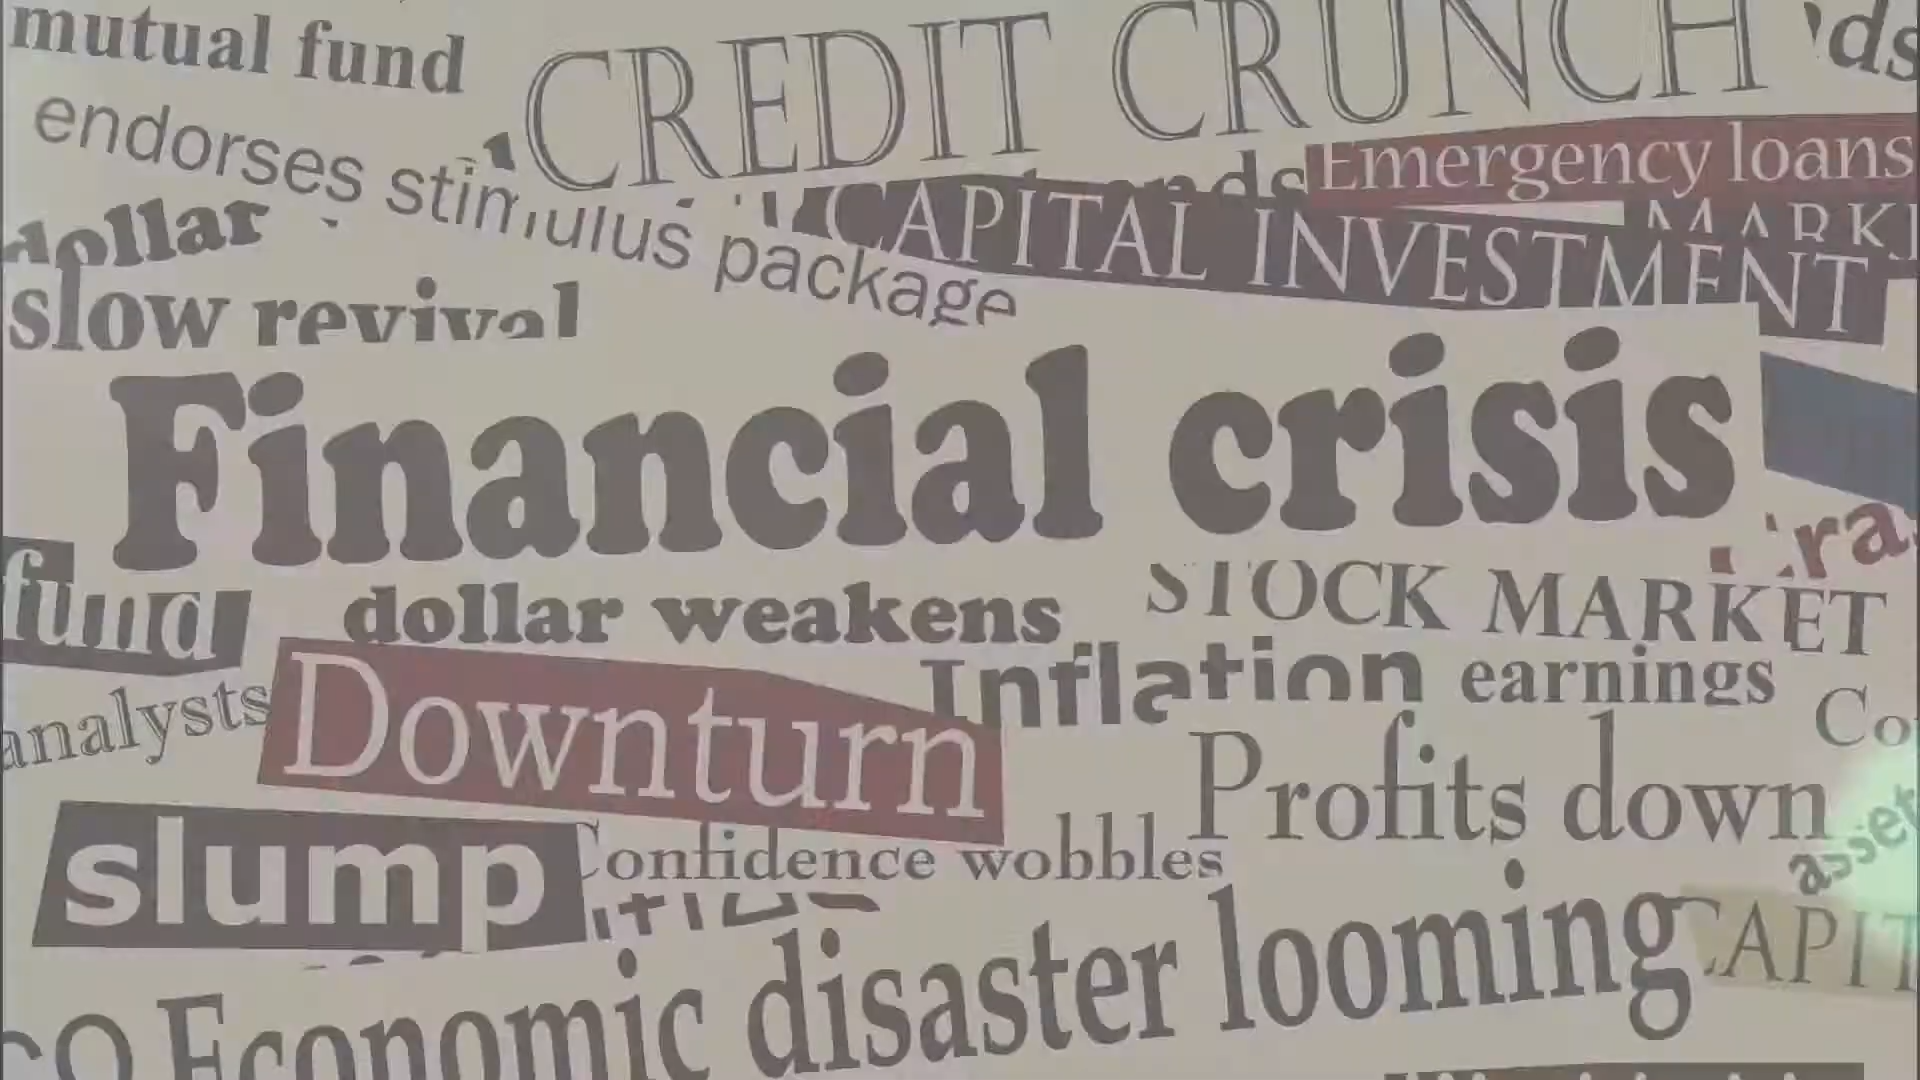 mutual fund
CREDIT CRUNCH
endorses stimulus package
Emergency loans
dollar
CAPITAL INVESTMENT
slow revival
Financial crisis
fund
dollar weakens
STOCK MARKET
Inflation
earnings
analysts
Downturn
Profits down
slump
Confidence wobbles
Economic disaster looming